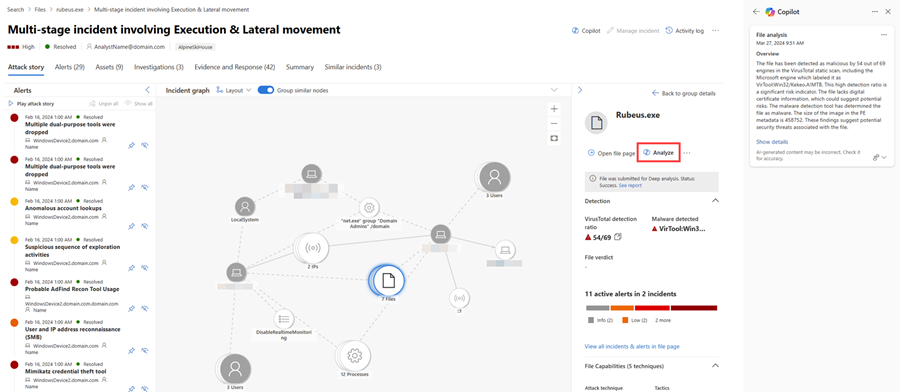 Search > Files > rubeus.exe > Multi-stage incident involving Execution & Lateral movement
Multi-stage incident involving Execution & Lateral movement
High
Resolved
AnalystName@domain.com
AlpineSkiHouse
Copilot
Manage incident
Activity log
Attack story
Alerts (29)
Assets (9)
Investigations (3)
Evidence and Response (42)
Summary
Similar incidents (3)
Alerts
Play attack story
Unpin all
Show all
Feb 16, 2024 1:00 AM Resolved
Multiple dual-purpose tools were
dropped
WindowsDevice2.domain.com
Name
Feb 16, 2024 1:00 AM Resolved
Multiple dual-purpose tools were
dropped
WindowsDevice2.domain.com
Name
Feb 16, 2024 1:00 AM Resolved
Anomalous account lookups
WindowsDevice2.domain.com
Name
Feb 16, 2024 1:00 AM Resolved
Suspicious sequence of exploration
activities
WindowsDevice2.domain.com
Name
Feb 16, 2024 1:00 AM Resolved
Probable AdFind Recon Tool Usage
WindowsDevice2.domain.com.domain.com
Name
Feb 16, 2024 1:00 AM Resolved
User and IP address reconnaissance
(SMB)
WindowsDevice2.domain.com
Name
Feb 16, 2024 1:00 AM Resolved
Mimikatz credential theft tool
WindowsDevice2.domain.com
Name
Incident graph
Layout
Group similar nodes
LocalSystem
"net.exe" group "Domain
Admins" /domain
3 Users
2 IPs
7 Files
DisableRealtimeMonitori
ng
3 Users
12 Processes
Back to group details
Rubeus.exe
Open file page
Analyze
File was submitted for Deep analysis. Status:
Success. See report
Detection
VirusTotal detection
ratio
54/69
Malware detected
VirTool:Win3...
File verdict
-
11 active alerts in 2 incidents
Info (2)
Low (2)
2 more
View all incidents & alerts in file page
File Capabilities (5 techniques)
Attack technique
Tactics
Copilot
File analysis
Mar 27, 2024 9:51 AM
Overview
The file has been detected as malicious by 54 out of 69
engines in the VirusTotal static scan, including the
Microsoft engine which labeled it as
VirTool:Win32/Kekeo.A!MTB. This high detection ratio is
a significant risk indicator. The file lacks digital
certificate information, which could suggest potential
risks. The malware detection tool has determined the
file as malware. The size of the image in the PE
metadata is 458752. These findings suggest potential
security threats associated with the file.
Show details
AI-generated content may be incorrect. Check it
for accuracy.